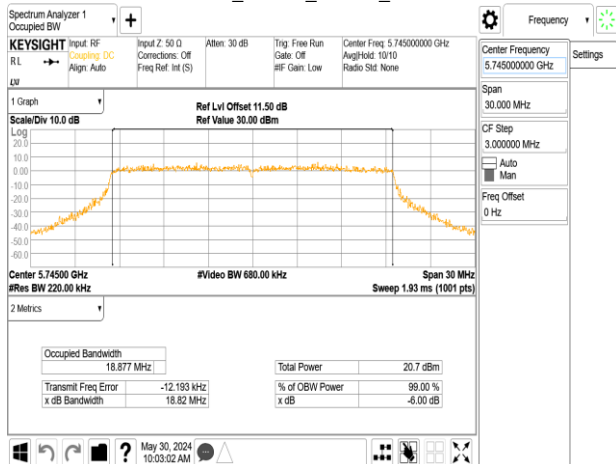 Spectrum Analyzer 1
Occupied BW
Frequency
KEYSIGHT
RL
Input: RF
Coupling: DC
Align: Auto
Input Z: 50 Ω
Corrections: Off
Freq Ref: Int (S)
Atten: 30 dB
Trig: Free Run
Gate: Off
#IF Gain: Low
Center Freq: 5.745000000 GHz
Avg|Hold: 10/10
Radio Std: None
Center Frequency
5.745000000 GHz
Settings
Span
30.000 MHz
CF Step
3.000000 MHz
Auto
Man
Freq Offset
0 Hz
1 Graph
Scale/Div 10.0 dB
Ref Lvl Offset 11.50 dB
Ref Value 30.00 dBm
Log
20.0
10.0
0.00
-10.0
-20.0
-30.0
-40.0
-50.0
-60.0
Center 5.74500 GHz
#Video BW 680.00 kHz
Span 30 MHz
#Res BW 220.00 kHz
Sweep 1.93 ms (1001 pts)
2 Metrics
Occupied Bandwidth
18.877 MHz
Total Power 20.7 dBm
Transmit Freq Error -12.193 kHz
% of OBW Power 99.00 %
x dB Bandwidth 18.82 MHz
x dB -6.00 dB
May 30, 2024
10:03:02 AM